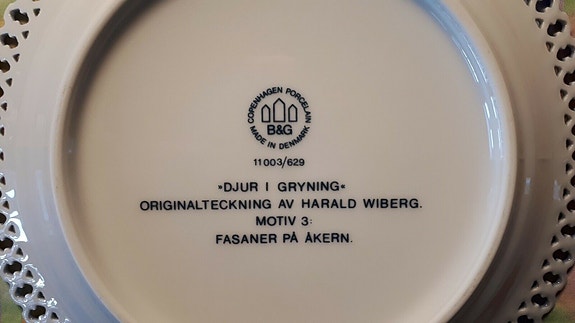 COPENHAGEN PORCELAIN
B&G
MADE IN DENMARK
11003/629
»DJUR I GRYNING«
ORIGINALTECKNING AV HARALD WIBERG.
MOTIV 3:
FASANER PÅ ÅKERN.